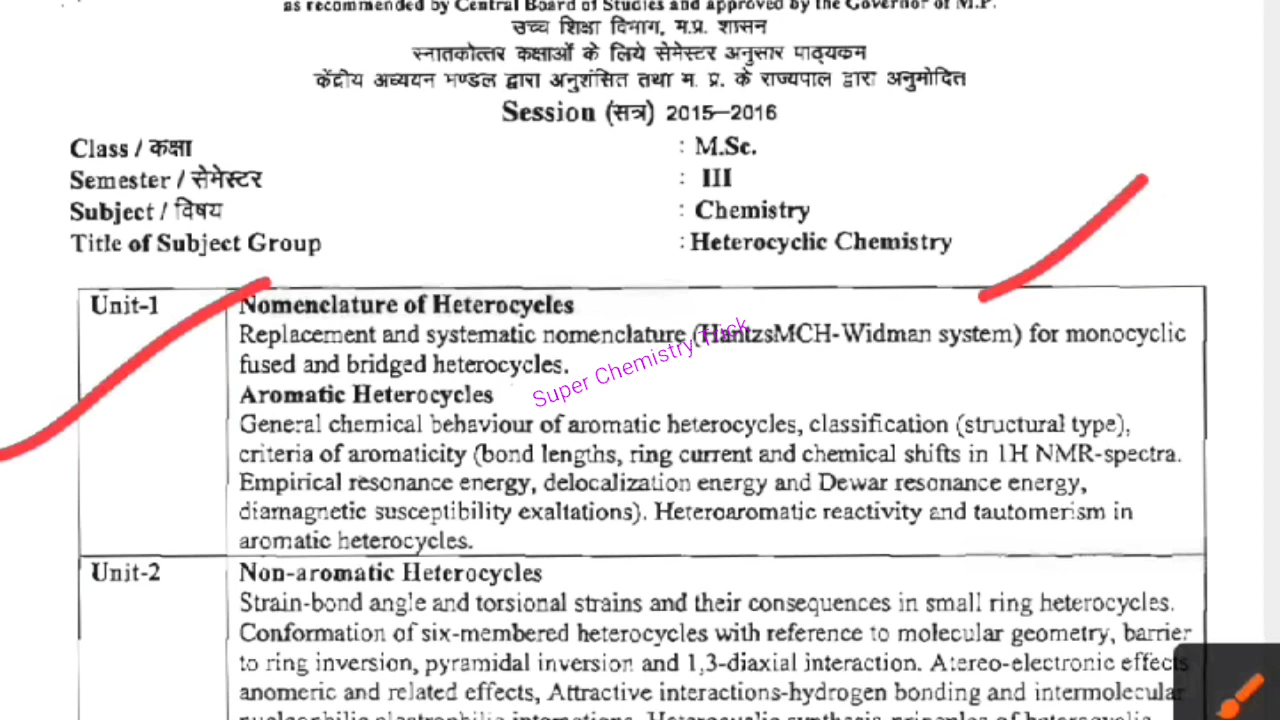 as recommended by Central Board of Studies and approved by the Governor of M.P.
उच्च शिक्षा विभाग, म.प्र. शासन
स्नातकोत्तर कक्षाओं के लिये सेमेस्टर अनुसार पाठ्यक्रम
केंद्रीय अध्ययन मण्डल द्वारा अनुशंसित तथा म. प्र. के राज्यपाल द्वारा अनुमोदित
Session (सत्र) 2015–2016
Class / कक्षा : M.Sc.
Semester / सेमेस्टर : III
Subject / विषय : Chemistry
Title of Subject Group : Heterocyclic Chemistry
Unit-1 Nomenclature of Heterocycles
Replacement and systematic nomenclature (HantzsMCH-Widman system) for monocyclic
fused and bridged heterocycles.
Super Chemistry Track
Aromatic Heterocycles
General chemical behaviour of aromatic heterocycles, classification (structural type),
criteria of aromaticity (bond lengths, ring current and chemical shifts in 1H NMR-spectra.
Empirical resonance energy, delocalization energy and Dewar resonance energy,
diamagnetic susceptibility exaltations). Heteroaromatic reactivity and tautomerism in
aromatic heterocycles.
Unit-2 Non-aromatic Heterocycles
Strain-bond angle and torsional strains and their consequences in small ring heterocycles.
Conformation of six-membered heterocycles with reference to molecular geometry, barrier
to ring inversion, pyramidal inversion and 1,3-diaxial interaction. Atereo-electronic effects
anomeric and related effects, Attractive interactions-hydrogen bonding and intermolecular